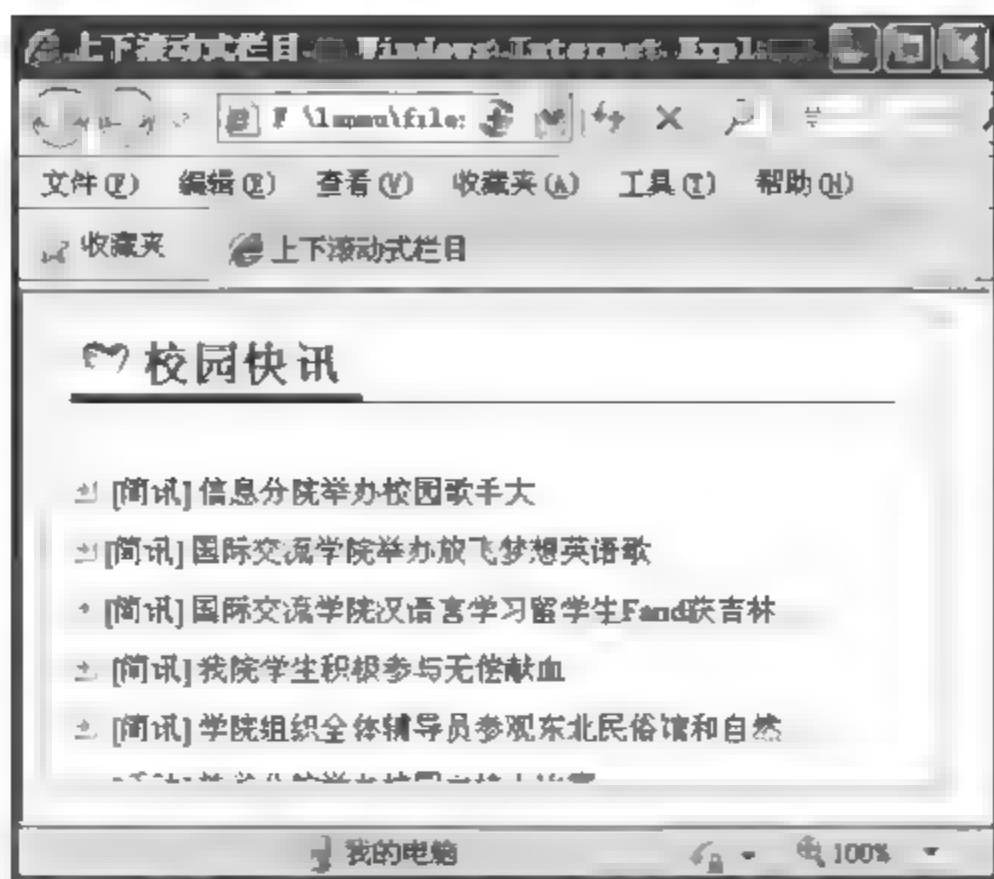 上下滚动式栏目 Windows Internet Expl
F \lanmu\file:
文件(F) 编辑(E) 查看(V) 收藏夹(A) 工具(T) 帮助(H)
收藏夹 上下滚动式栏目
校园快讯
[简讯] 信息分院举办校园歌手大
[简讯] 国际交流学院举办放飞梦想英语歌
[简讯] 国际交流学院汉语言学习留学生Fand获吉林
[简讯] 我院学生积极参与无偿献血
[简讯] 学院组织全体辅导员参观东北民俗馆和自然
我的电脑 100%